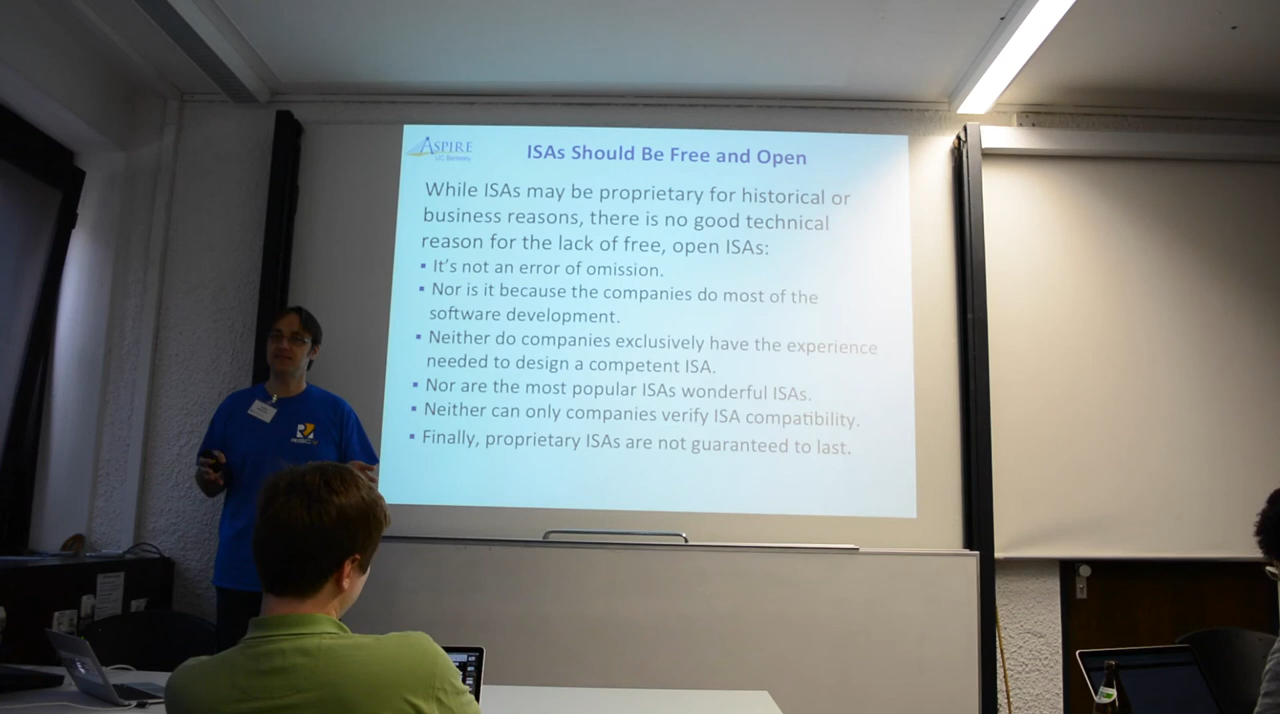 ASPIRE
UC Berkeley
ISAs Should Be Free and Open
While ISAs may be proprietary for historical or
business reasons, there is no good technical
reason for the lack of free, open ISAs:
▪ It's not an error of omission.
▪ Nor is it because the companies do most of the
software development.
▪ Neither do companies exclusively have the experience
needed to design a competent ISA.
▪ Nor are the most popular ISAs wonderful ISAs.
▪ Neither can only companies verify ISA compatibility.
▪ Finally, proprietary ISAs are not guaranteed to last.
RISC-V